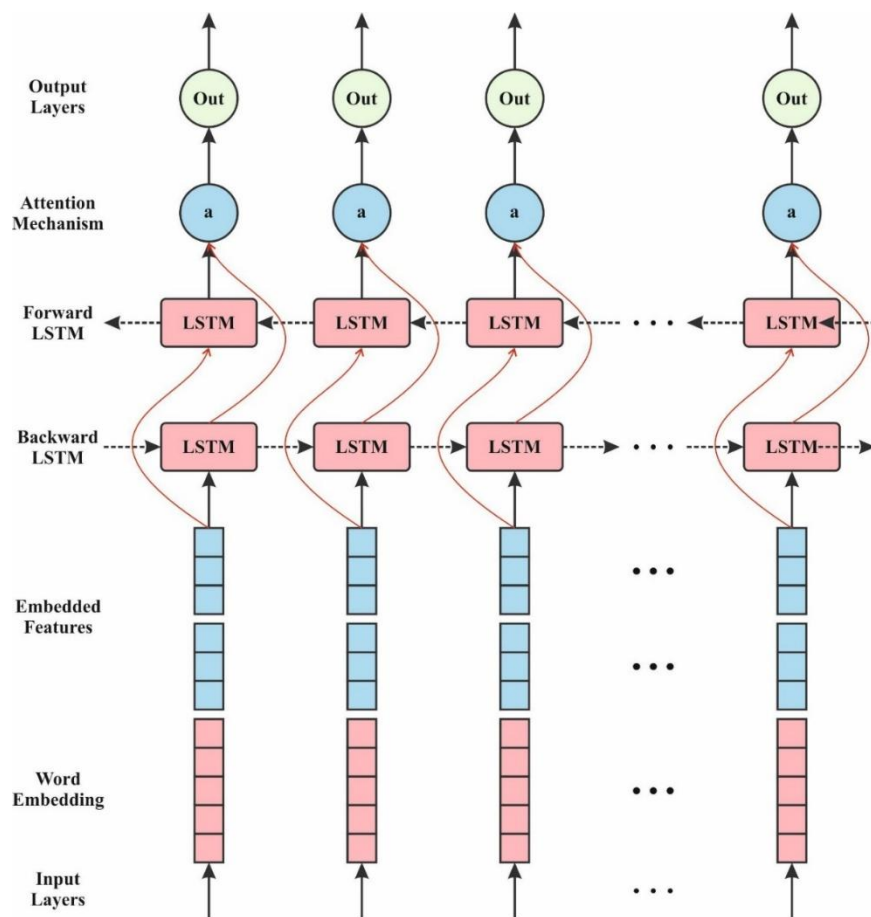 Output
Layers
Out Out Out Out
Attention
Mechanism
a a a a
Forward
LSTM
LSTM LSTM LSTM ... LSTM
Backward
LSTM
LSTM LSTM LSTM ... LSTM
Embedded
Features
...
...
Word
Embedding
...
Input
Layers
...